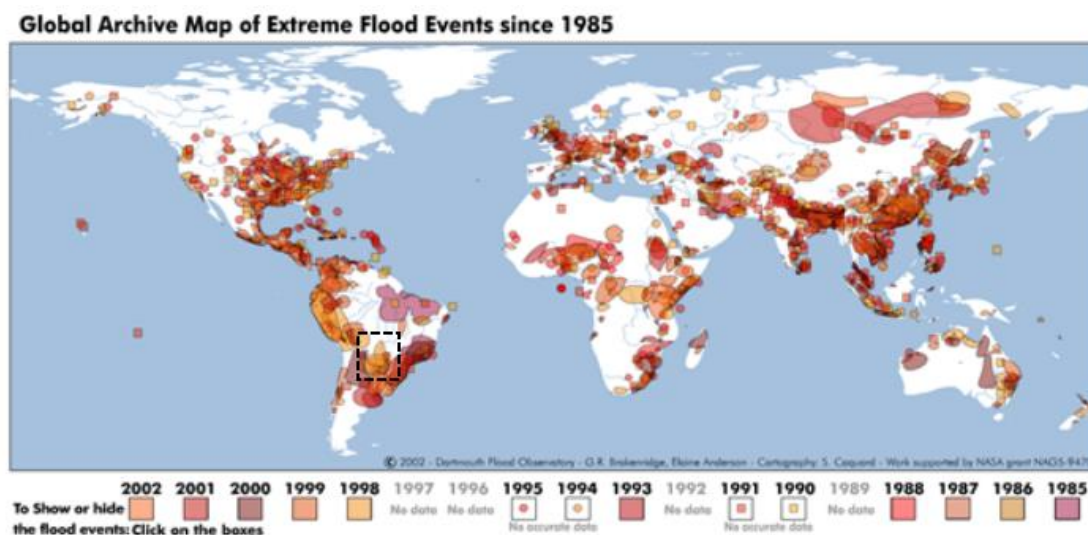 Global Archive Map of Extreme Flood Events since 1985
© 2002 - Dartmouth Flood Observatory - G.R. Brakenridge, Elaine Anderson - Cartography: S. Caquard - Work supported by NASA grant NAG5-947
2002 2001 2000 1999 1998 1997 1996 1995 1994 1993 1992 1991 1990 1989 1988 1987 1986 1985
To Show or hide No data No data No data No data
the flood events: Click on the boxes No accurate data No accurate data